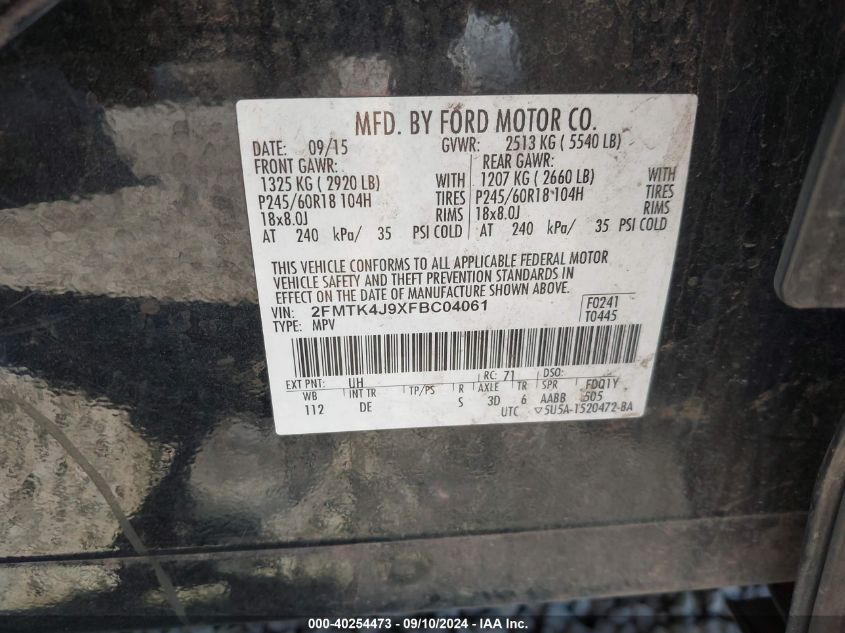 MFD. BY FORD MOTOR CO.
DATE: 09/15 GVWR: 2513 KG ( 5540 LB)
FRONT GAWR: REAR GAWR:
1325 KG ( 2920 LB) WITH 1207 KG ( 2660 LB) WITH
P245/60R18 104H TIRES P245/60R18 104H TIRES
18x8.0J RIMS 18x8.0J RIMS
AT 240 kPa/ 35 PSI COLD AT 240 kPa/ 35 PSI COLD
THIS VEHICLE CONFORMS TO ALL APPLICABLE FEDERAL MOTOR
VEHICLE SAFETY AND THEFT PREVENTION STANDARDS IN
EFFECT ON THE DATE OF MANUFACTURE SHOWN ABOVE.
VIN: 2FMTK4J9XFBC04061 F0241
TYPE: MPV T0445
EXT PNT: UH RC: 71 DSO:
WB INT TR TP/PS R AXLE TR SPR FDQ1Y
112 DE S 3D 6 AABB 505
UTC ▽5U5A-1520472-BA
000-40254473 - 09/10/2024 - IAAI.com